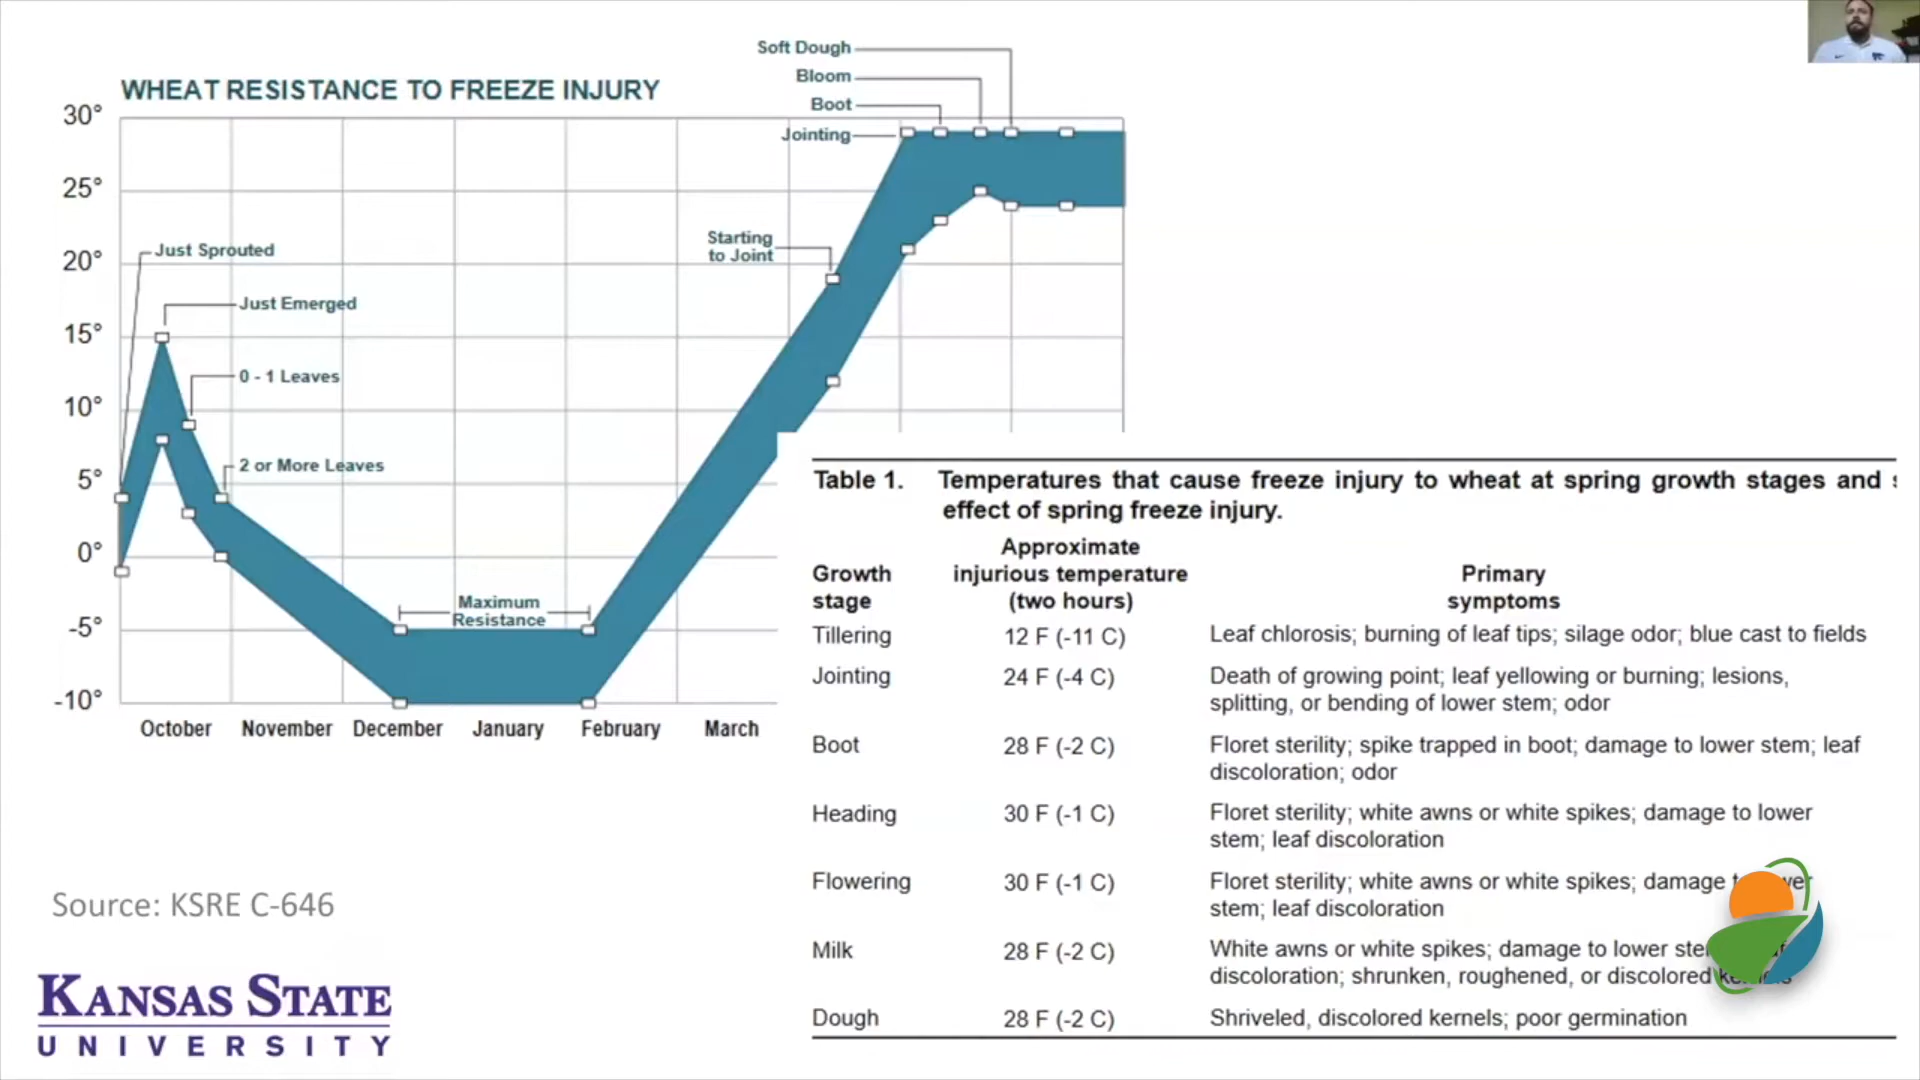 WHEAT RESISTANCE TO FREEZE INJURY
30°
25°
20°
15°
10°
5°
0°
-5°
-10°
Soft Dough
Bloom
Boot
Jointing
Starting
to Joint
Just Sprouted
Just Emerged
0 - 1 Leaves
2 or More Leaves
Maximum
Resistance
October November December January February March
Table 1. Temperatures that cause freeze injury to wheat at spring growth stages and
effect of spring freeze injury.
Growth
stage
Approximate
injurious temperature
(two hours)
Primary
symptoms
Tillering 12 F (-11 C) Leaf chlorosis; burning of leaf tips; silage odor; blue cast to fields
Jointing 24 F (-4 C) Death of growing point; leaf yellowing or burning; lesions,
splitting, or bending of lower stem; odor
Boot 28 F (-2 C) Floret sterility; spike trapped in boot; damage to lower stem; leaf
discoloration; odor
Heading 30 F (-1 C) Floret sterility; white awns or white spikes; damage to lower
stem; leaf discoloration
Flowering 30 F (-1 C) Floret sterility; white awns or white spikes; damage
stem; leaf discoloration
Milk 28 F (-2 C) White awns or white spikes; damage to lower
discoloration; shrunken, roughened, or discolored
Dough 28 F (-2 C) Shriveled, discolored kernels; poor germination
Source: KSRE C-646
KANSAS STATE
UNIVERSITY